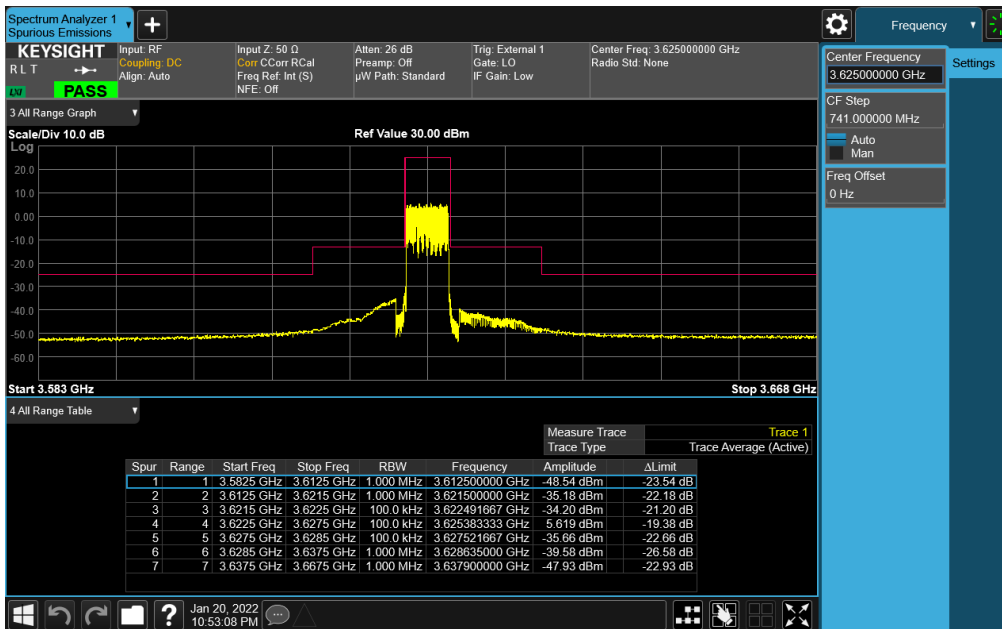 Spectrum Analyzer 1
Spurious Emissions
▼
+
Frequency
▼
KEYSIGHT
R L T
LXI
PASS
Input: RF
Coupling: DC
Align: Auto
Input Z: 50 Ω
Corr CCorr RCal
Freq Ref: Int (S)
NFE: Off
Atten: 26 dB
Preamp: Off
µW Path: Standard
Trig: External 1
Gate: LO
IF Gain: Low
Center Freq: 3.625000000 GHz
Radio Std: None
Center Frequency
3.625000000 GHz
Settings
CF Step
741.000000 MHz
Auto
Man
Freq Offset
0 Hz
3 All Range Graph ▼
Scale/Div 10.0 dB Ref Value 30.00 dBm
Log
20.0
10.0
0.00
-10.0
-20.0
-30.0
-40.0
-50.0
-60.0
Start 3.583 GHz Stop 3.668 GHz
4 All Range Table ▼
Measure Trace Trace 1
Trace Type Trace Average (Active)
Spur Range Start Freq Stop Freq RBW Frequency Amplitude ΔLimit
1 1 3.5825 GHz 3.6125 GHz 1.000 MHz 3.612500000 GHz -48.54 dBm -23.54 dB
2 2 3.6125 GHz 3.6215 GHz 1.000 MHz 3.621500000 GHz -35.18 dBm -22.18 dB
3 3 3.6215 GHz 3.6225 GHz 100.0 kHz 3.622491667 GHz -34.20 dBm -21.20 dB
4 4 3.6225 GHz 3.6275 GHz 100.0 kHz 3.625383333 GHz 5.619 dBm -19.38 dB
5 5 3.6275 GHz 3.6285 GHz 100.0 kHz 3.627521667 GHz -35.66 dBm -22.66 dB
6 6 3.6285 GHz 3.6375 GHz 1.000 MHz 3.628635000 GHz -39.58 dBm -26.58 dB
7 7 3.6375 GHz 3.6675 GHz 1.000 MHz 3.637900000 GHz -47.93 dBm -22.93 dB
?
Jan 20, 2022
10:53:08 PM